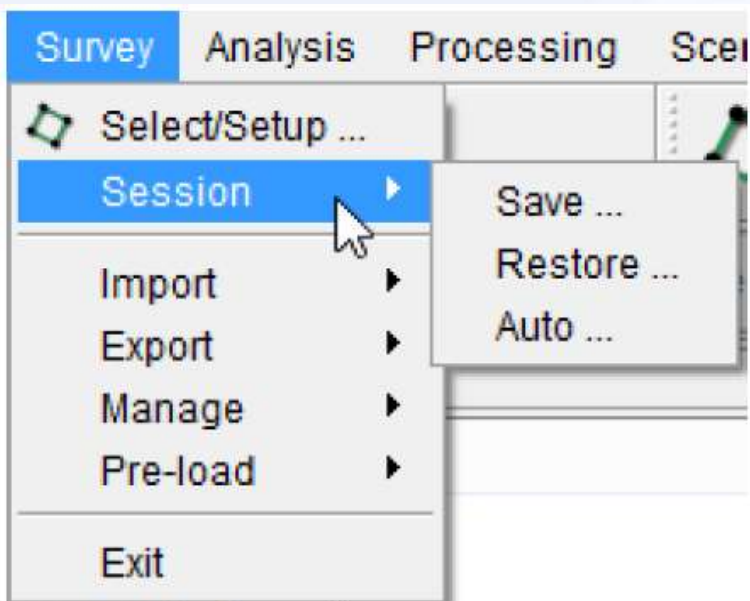 Survey Analysis Processing
Select/Setup ...
Session
Save ...
Restore ...
Auto ...
Import
Export
Manage
Pre-load
Exit